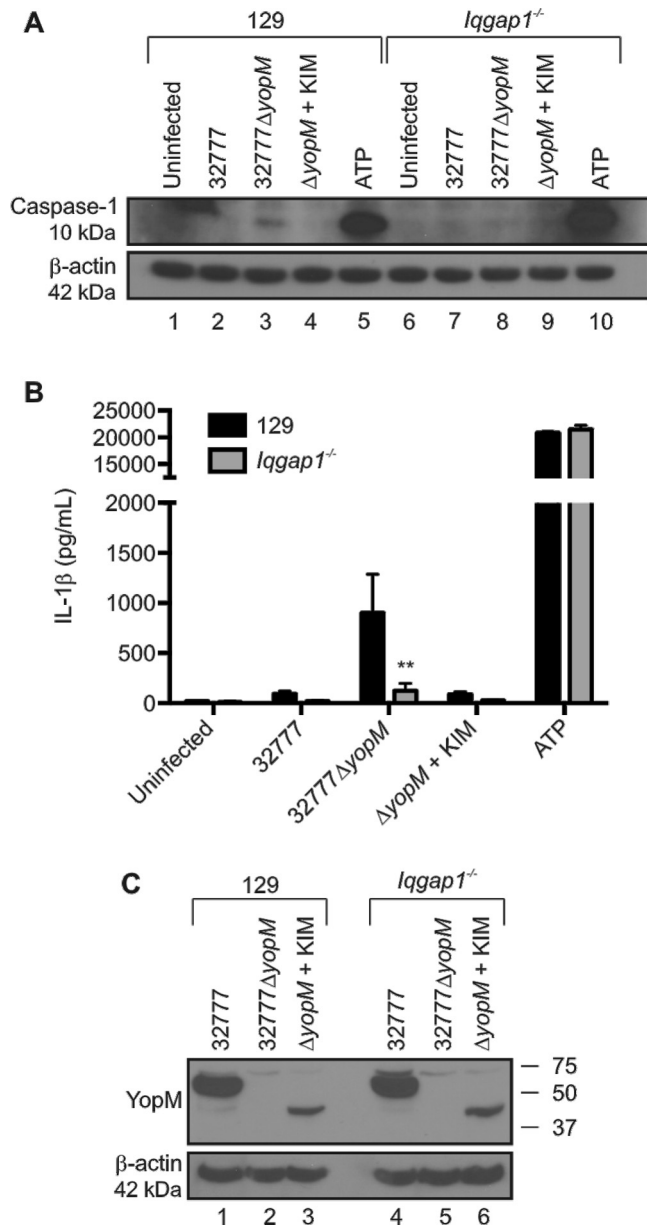 A
129
Iqgap1-/-
Uninfected
32777
32777ΔyopM
ΔyopM + KIM
ATP
Uninfected
32777
32777ΔyopM
ΔyopM + KIM
ATP
Caspase-1
10 kDa
β-actin
42 kDa
1 2 3 4 5 6 7 8 9 10
B
129
Iqgap1-/-
IL-1β (pg/mL)
25000
20000
15000
2000
1500
1000
500
0
**
Uninfected
32777
32777ΔyopM
ΔyopM + KIM
ATP
C
129
Iqgap1-/-
32777
32777ΔyopM
ΔyopM + KIM
32777
32777ΔyopM
ΔyopM + KIM
YopM
75
50
37
β-actin
42 kDa
1 2 3 4 5 6